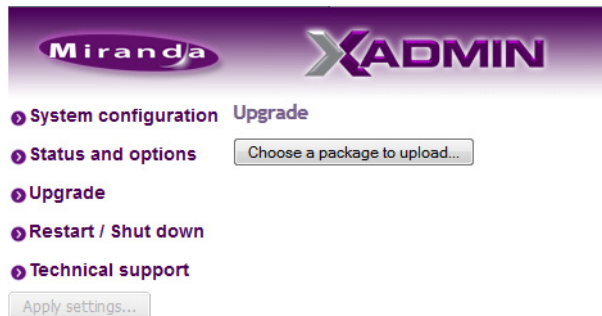 Miranda
XADMIN
System configuration
Status and options
Upgrade
Restart / Shut down
Technical support
Apply settings...
Upgrade
Choose a package to upload...